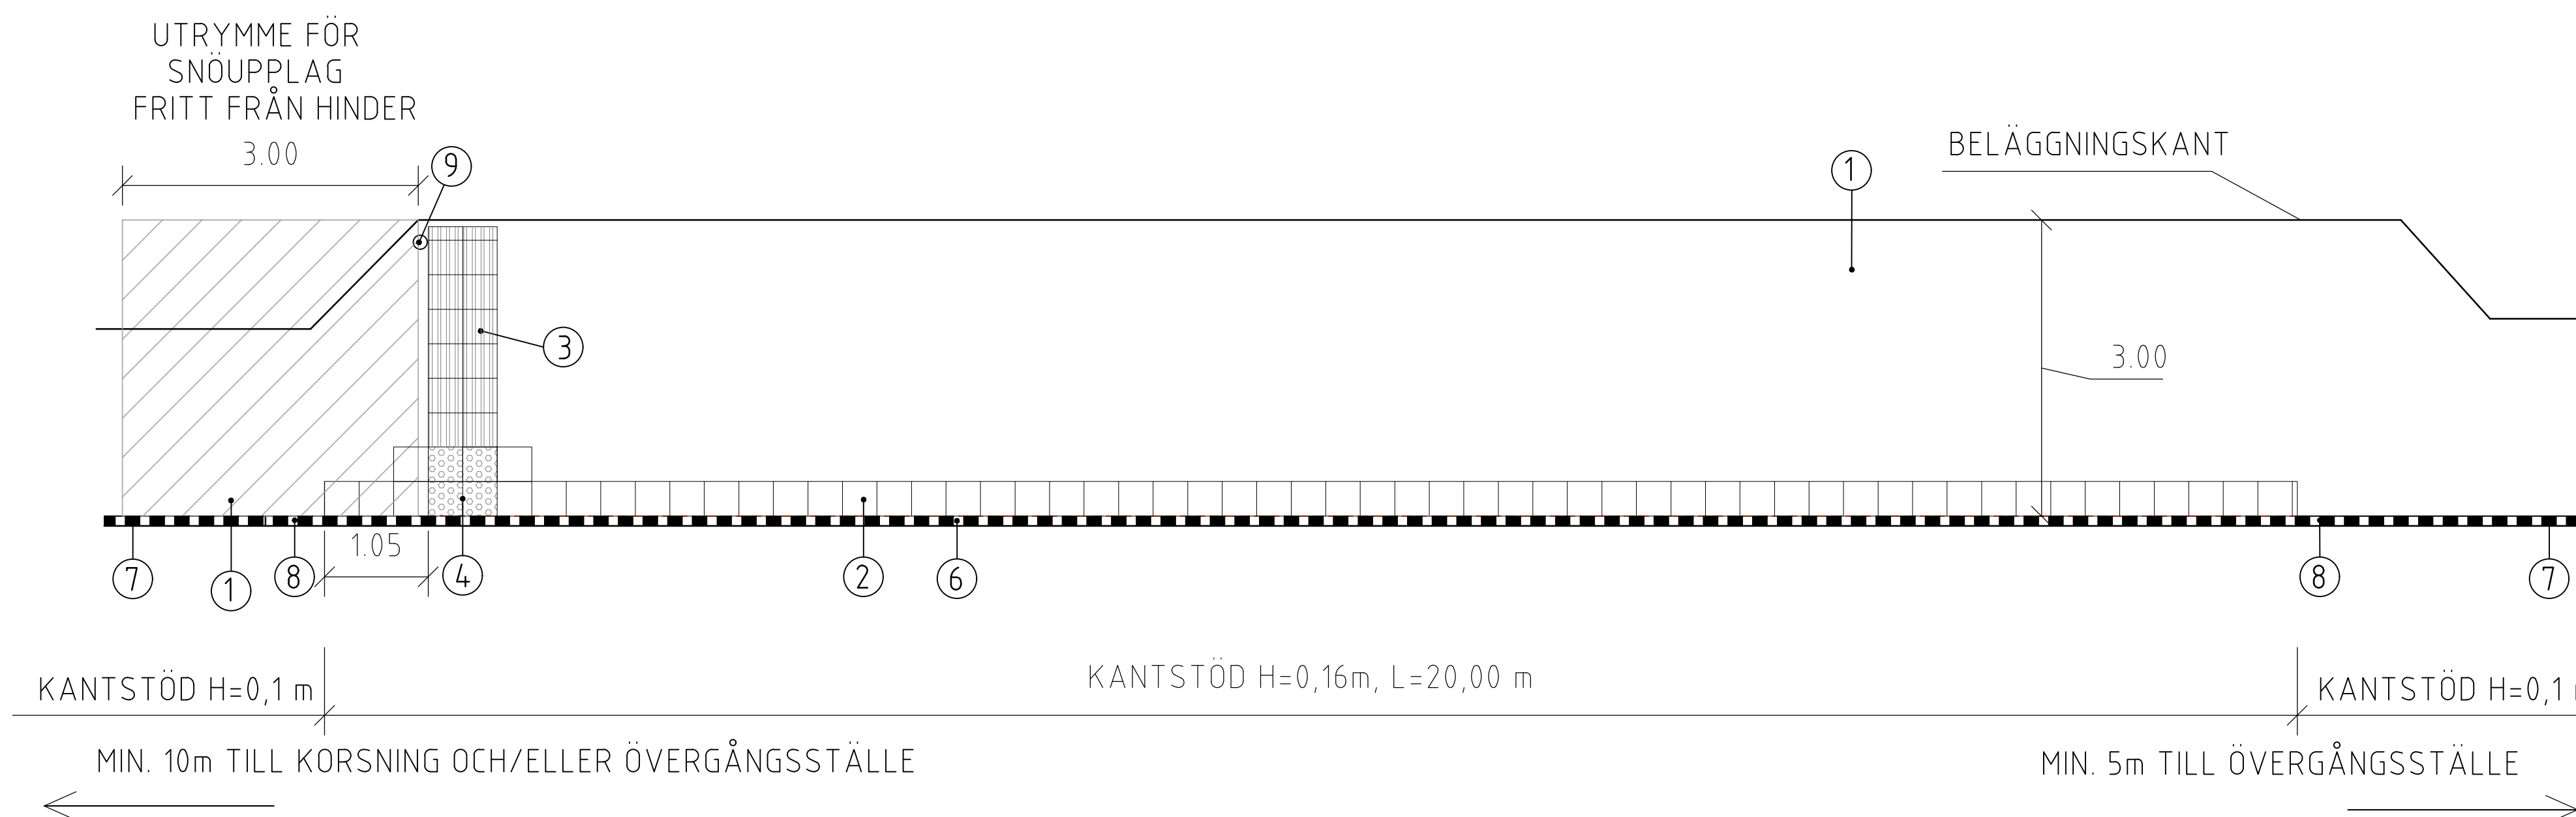 UTRYMME FÖR
SNÖUPPLAG
FRITT FRÅN HINDER
3.00
9
1
BELÄGGNINGSKANT
3
3.00
1.05
7
1
8
4
2
6
8
7
KANTSTÖD H=0,1 m
KANTSTÖD H=0,16m, L=20,00 m
KANTSTÖD H=0,1
MIN. 10m TILL KORSNING OCH/ELLER ÖVERGÅNGSSTÄLLE
MIN. 5m TILL ÖVERGÅNGSSTÄLLE